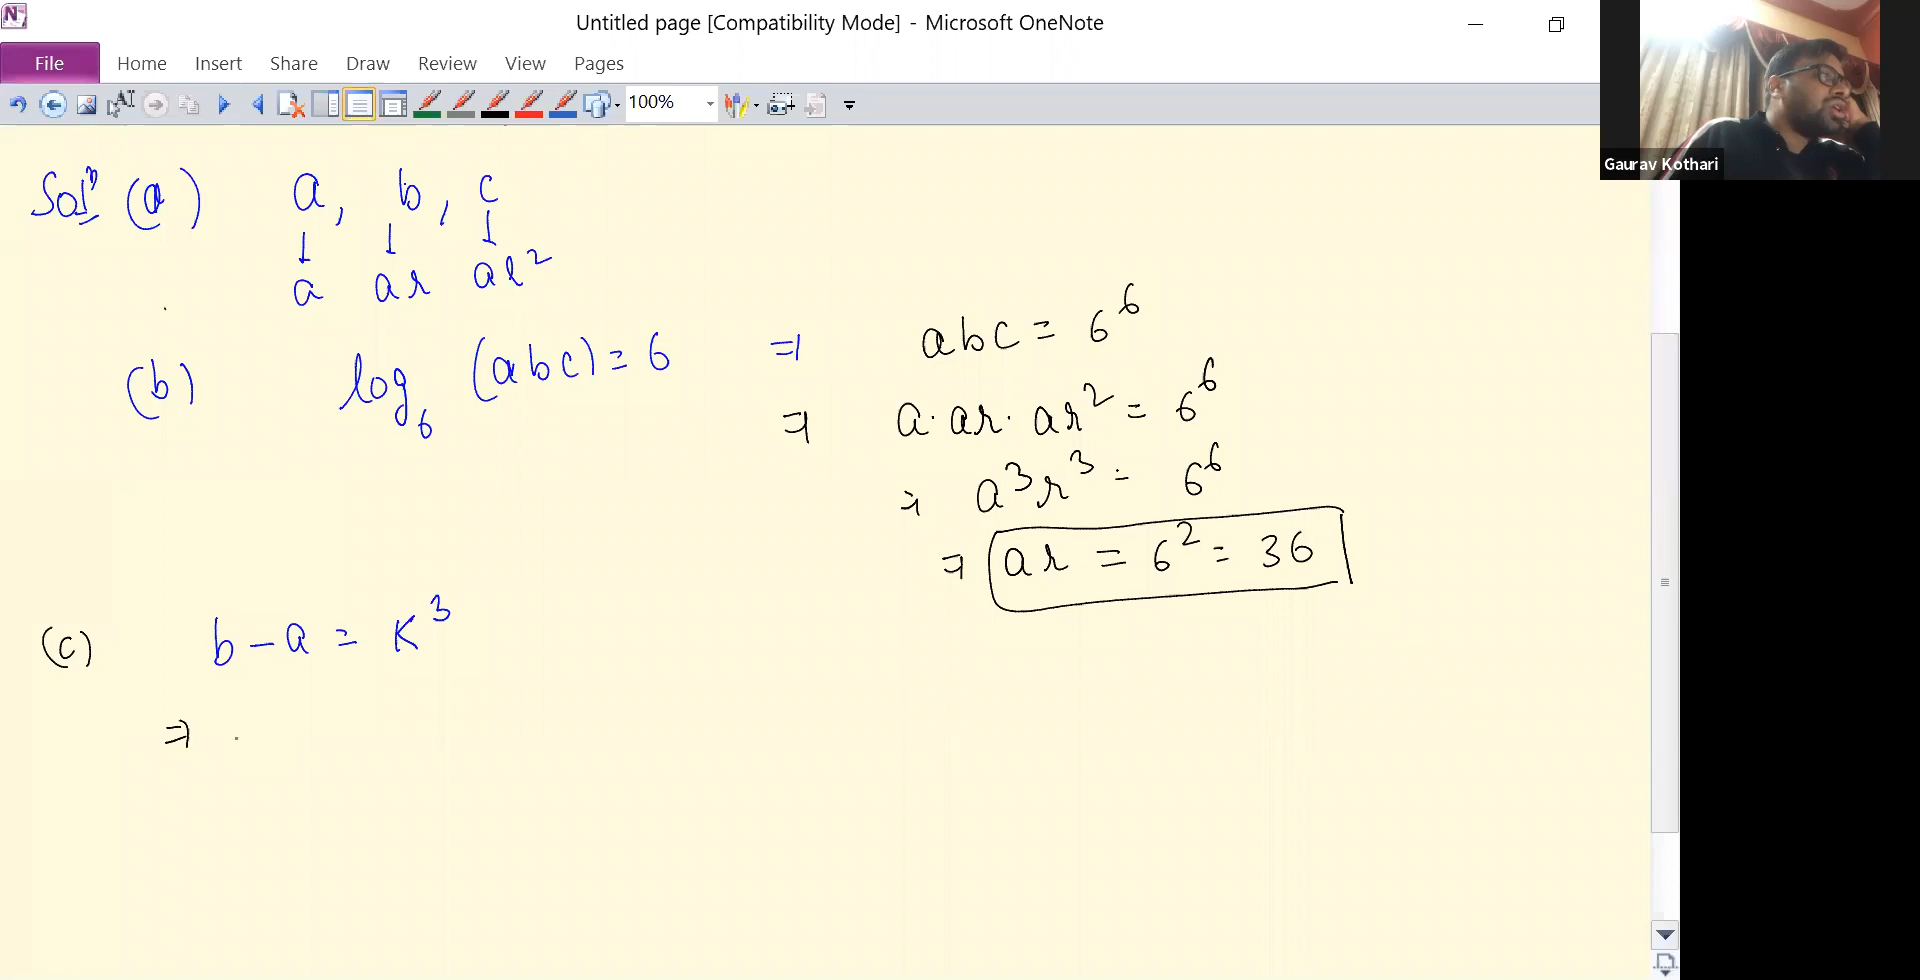 Untitled page [Compatibility Mode] - Microsoft OneNote
File Home Insert Share Draw Review View Pages
100%
Gaurav Kothari
Solⁿ (a) a, b, c
↓ ↓ ↓
a ar ar²
(b) log₆ (abc) = 6 ⇒ abc = 6⁶
⇒ a·ar·ar² = 6⁶
⇒ a³r³ = 6⁶
⇒ ar = 6² = 36
(c) b - a = K³
⇒